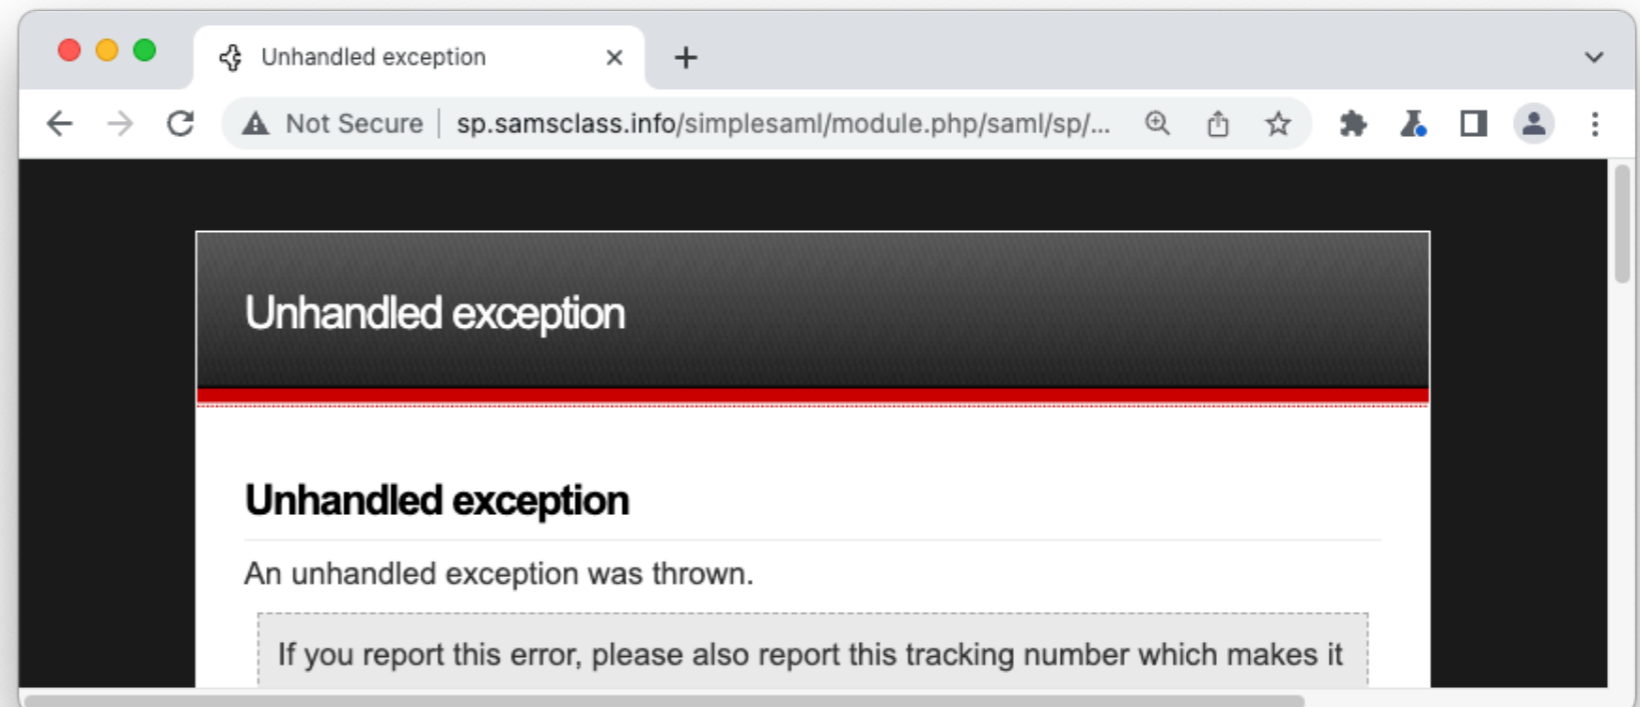 Unhandled exception
Not Secure sp.samsclass.info/simplesaml/module.php/saml/sp/...
Unhandled exception
Unhandled exception
An unhandled exception was thrown.
If you report this error, please also report this tracking number which makes it